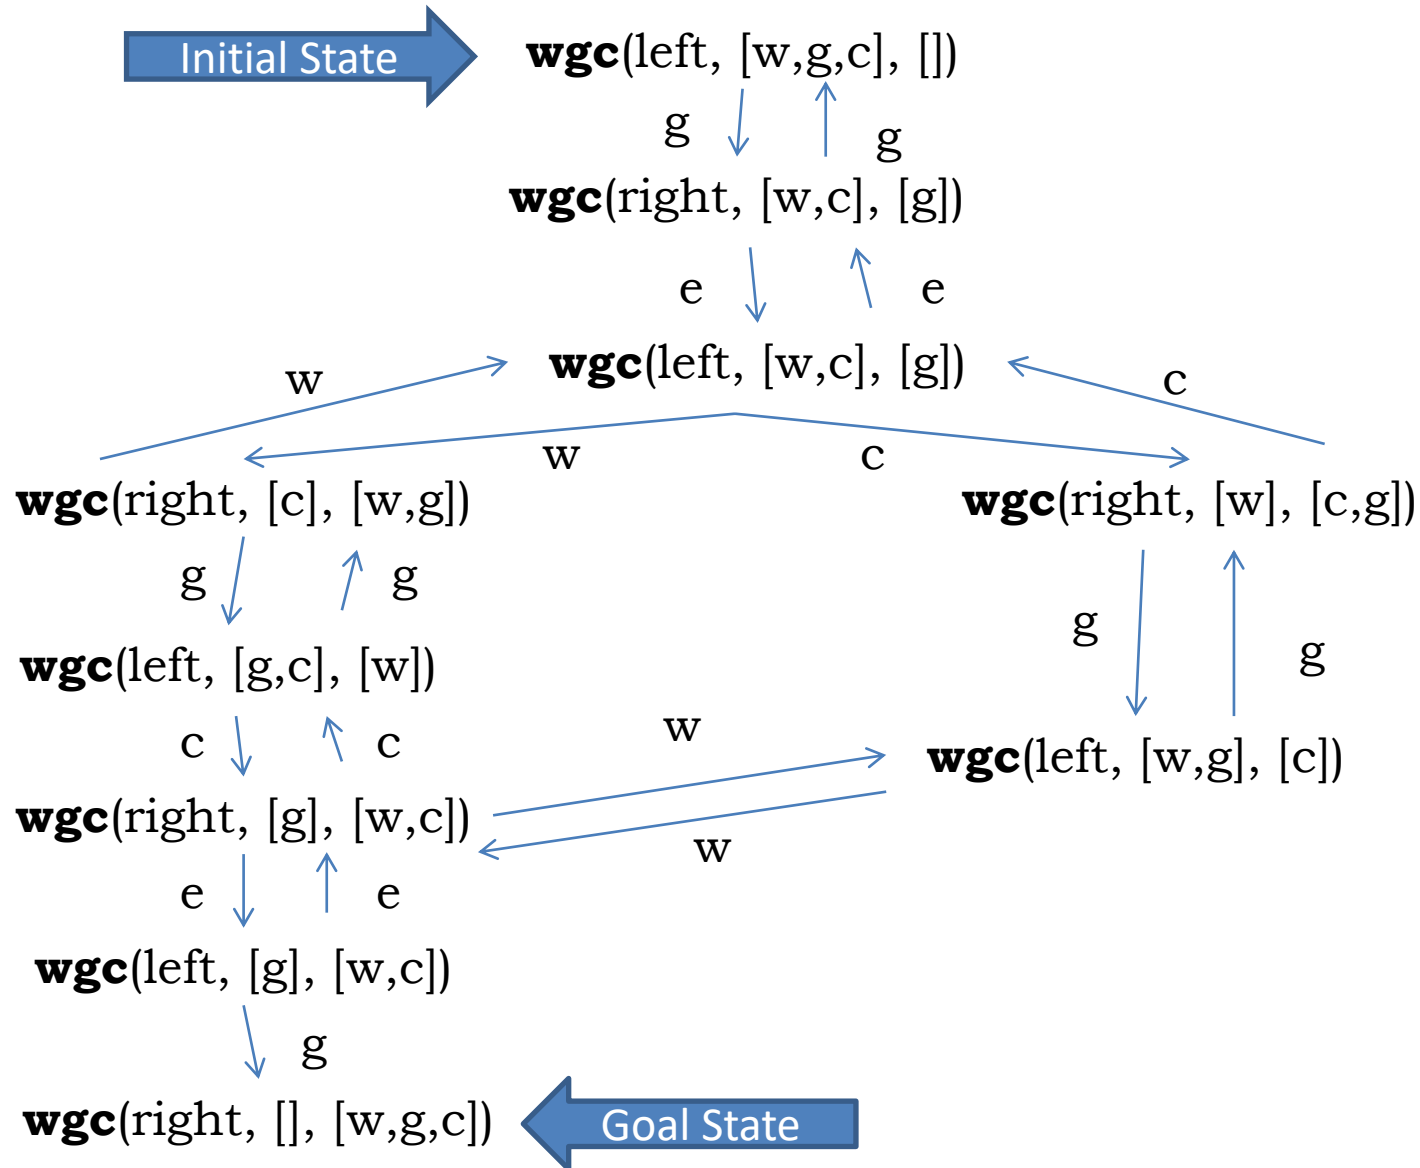 Initial State
wgc(left, [w,g,c], [])
g
g
wgc(right, [w,c], [g])
e
e
wgc(left, [w,c], [g])
w
c
w
c
wgc(right, [c], [w,g])
wgc(right, [w], [c,g])
g
g
g
g
wgc(left, [g,c], [w])
c
c
w
wgc(left, [w,g], [c])
wgc(right, [g], [w,c])
w
e
e
wgc(left, [g], [w,c])
g
wgc(right, [], [w,g,c])
Goal State